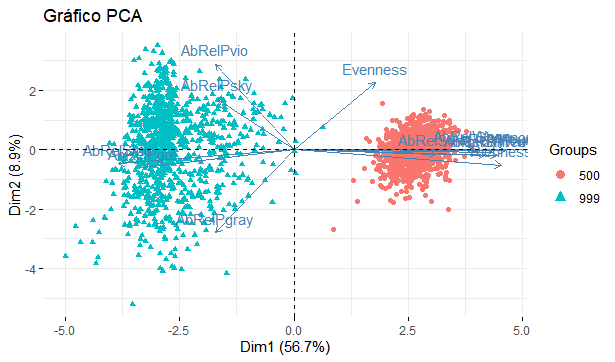 Gráfico PCA
AbRelPvio
Evenness
AbRelPsky
AbRelPgray
Dim2 (8.9%)
2
0
-2
-4
-5.0
-2.5
0.0
2.5
5.0
Dim1 (56.7%)
Groups
500
999